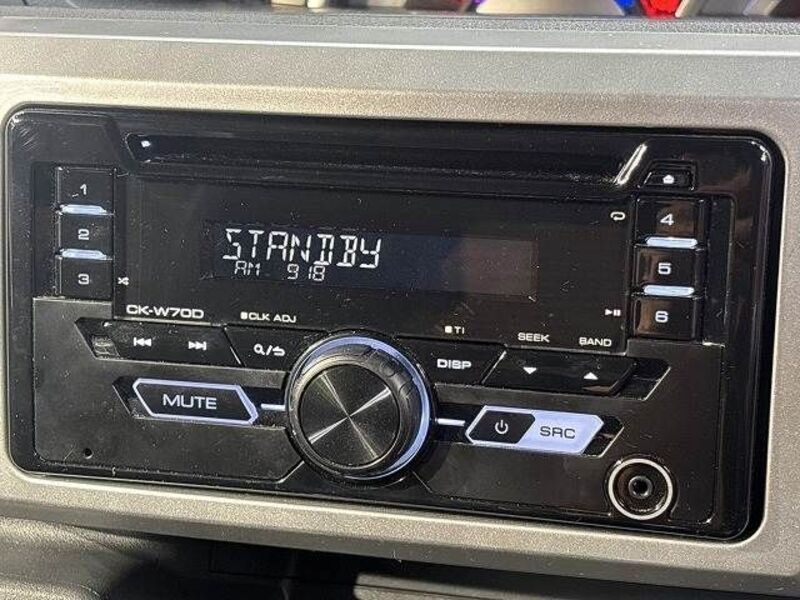 1
2
3
4
5
6
STANDBY
AM 9:18
CK-W70D
CLK ADJ
TI
SEEK
BAND
DISP
MUTE
SRC